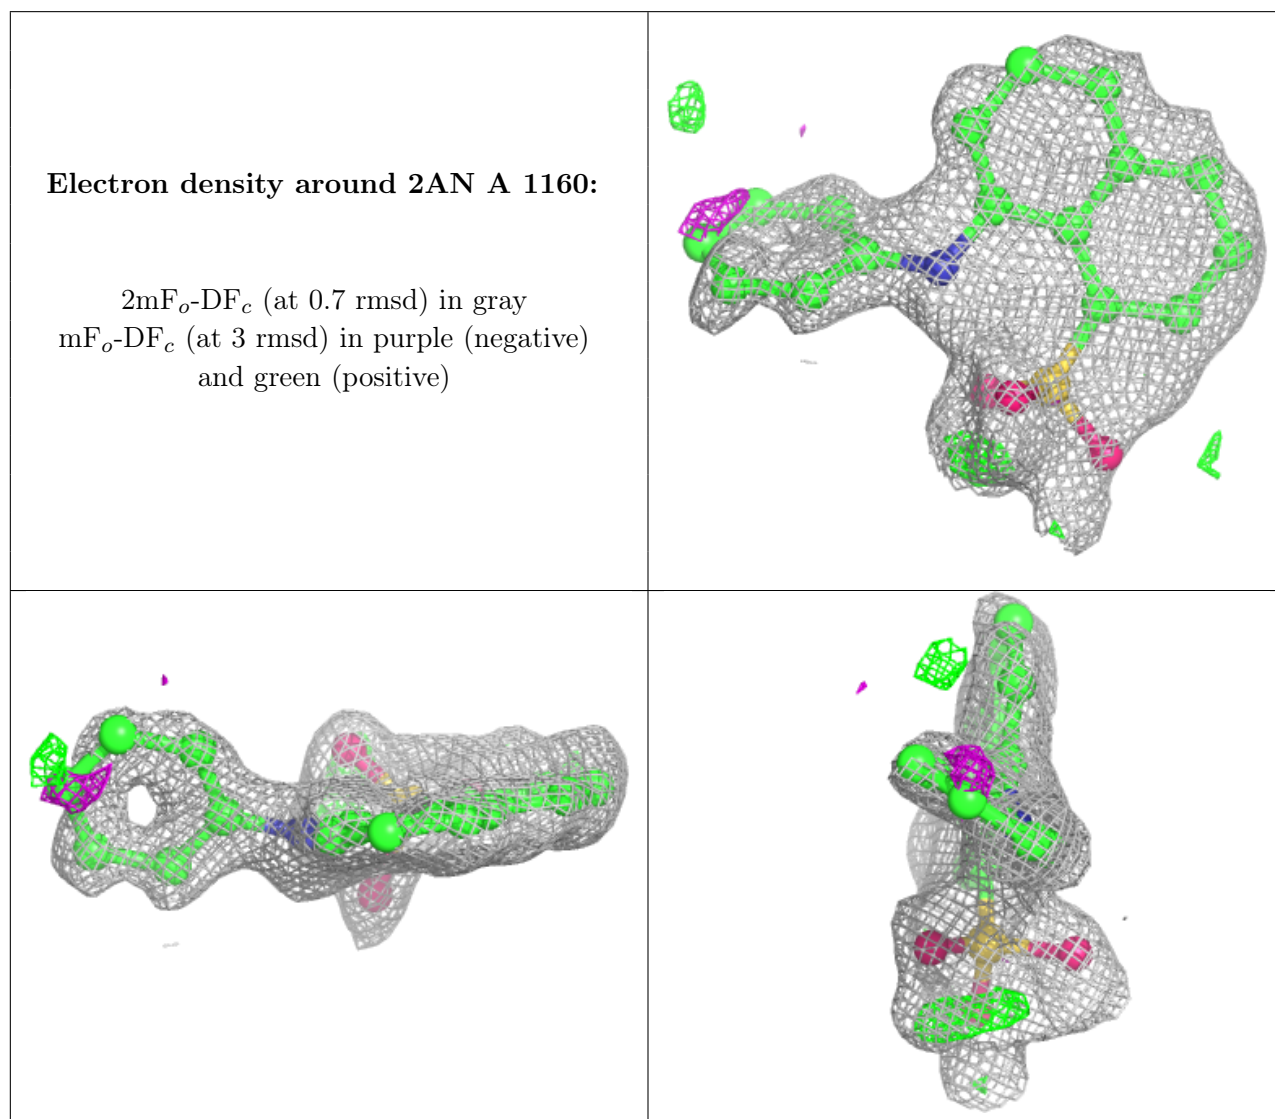 Electron density around 2AN A 1160:
2mFo-DFc (at 0.7 rmsd) in gray
mFo-DFc (at 3 rmsd) in purple (negative)
and green (positive)